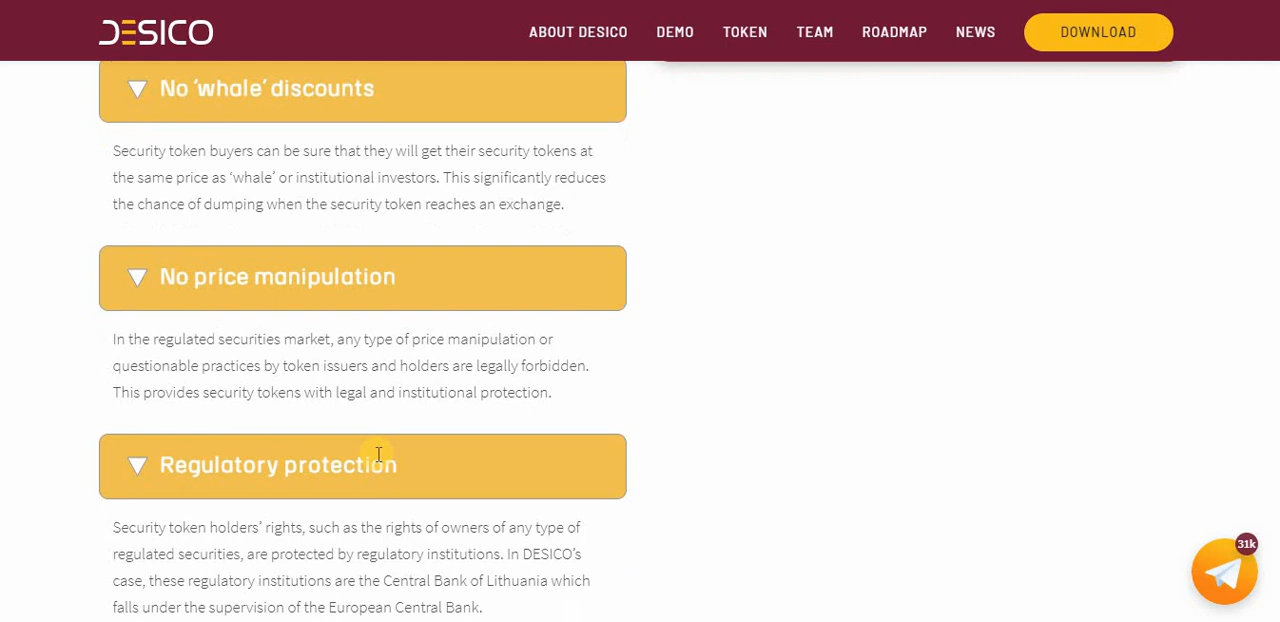 DESICO
ABOUT DESICO DEMO TOKEN TEAM ROADMAP NEWS DOWNLOAD
No ‘whale’ discounts
Security token buyers can be sure that they will get their security tokens at
the same price as ‘whale’ or institutional investors. This significantly reduces
the chance of dumping when the security token reaches an exchange.
No price manipulation
In the regulated securities market, any type of price manipulation or
questionable practices by token issuers and holders are legally forbidden.
This provides security tokens with legal and institutional protection.
Regulatory protection
Security token holders’ rights, such as the rights of owners of any type of
regulated securities, are protected by regulatory institutions. In DESICO’s
case, these regulatory institutions are the Central Bank of Lithuania which
falls under the supervision of the European Central Bank.
31k